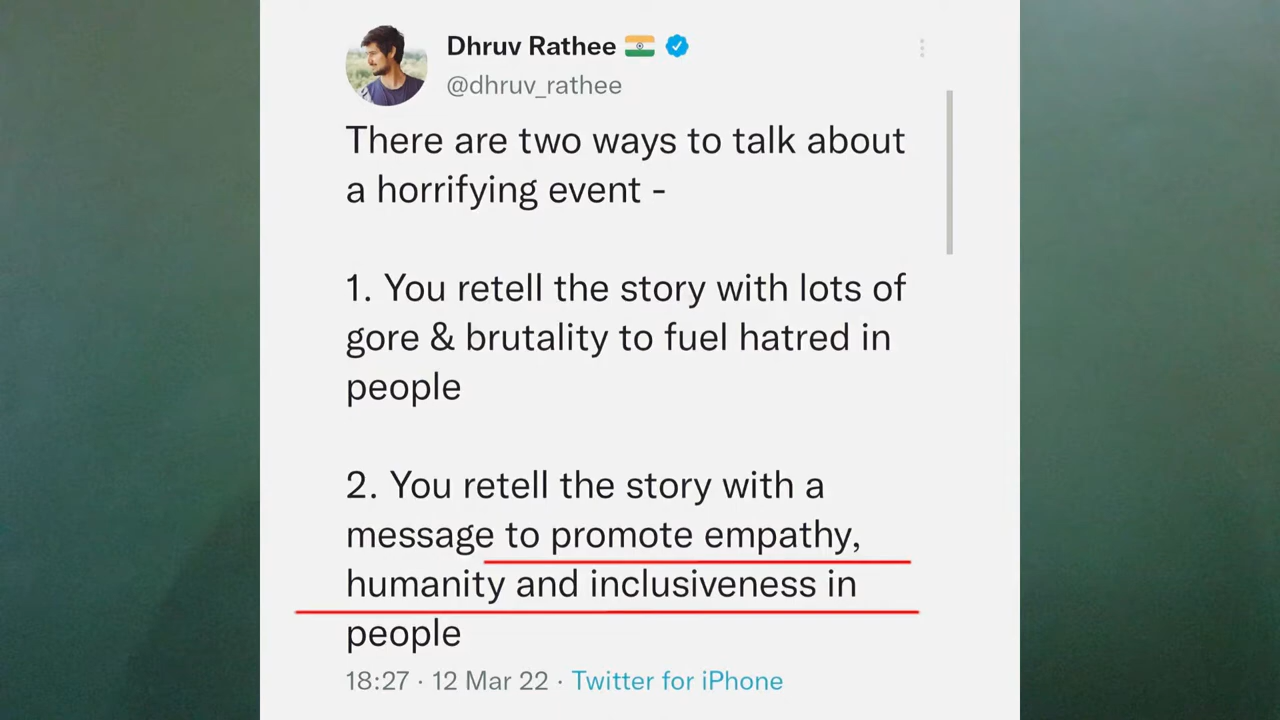 Dhruv Rathee
@dhruv_rathee
There are two ways to talk about
a horrifying event -
1. You retell the story with lots of
gore & brutality to fuel hatred in
people
2. You retell the story with a
message to promote empathy,
humanity and inclusiveness in
people
18:27 · 12 Mar 22 · Twitter for iPhone